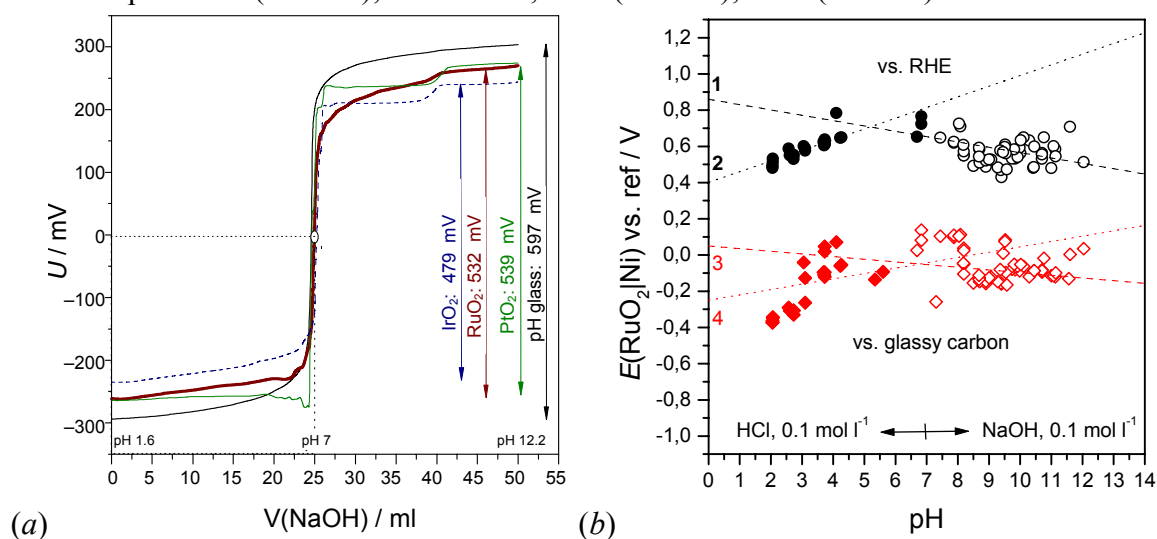 300
200
100
0
−100
−200
−300
U / mV
IrO2: 479 mV
RuO2: 532 mV
PtO2: 539 mV
pH glass: 597 mV
pH 1.6
pH 7
pH 12.2
0 5 10 15 20 25 30 35 40 45 50 55
V(NaOH) / ml
(a)
1,2
1,0
0,8
0,6
0,4
0,2
0,0
-0,2
-0,4
-0,6
-0,8
-1,0
E(RuO2|Ni) vs. ref / V
vs. RHE
1
2
3
4
vs. glassy carbon
HCl, 0.1 mol l-1
NaOH, 0.1 mol l-1
0 1 2 3 4 5 6 7 8 9 10 11 12 13 14
pH
(b)